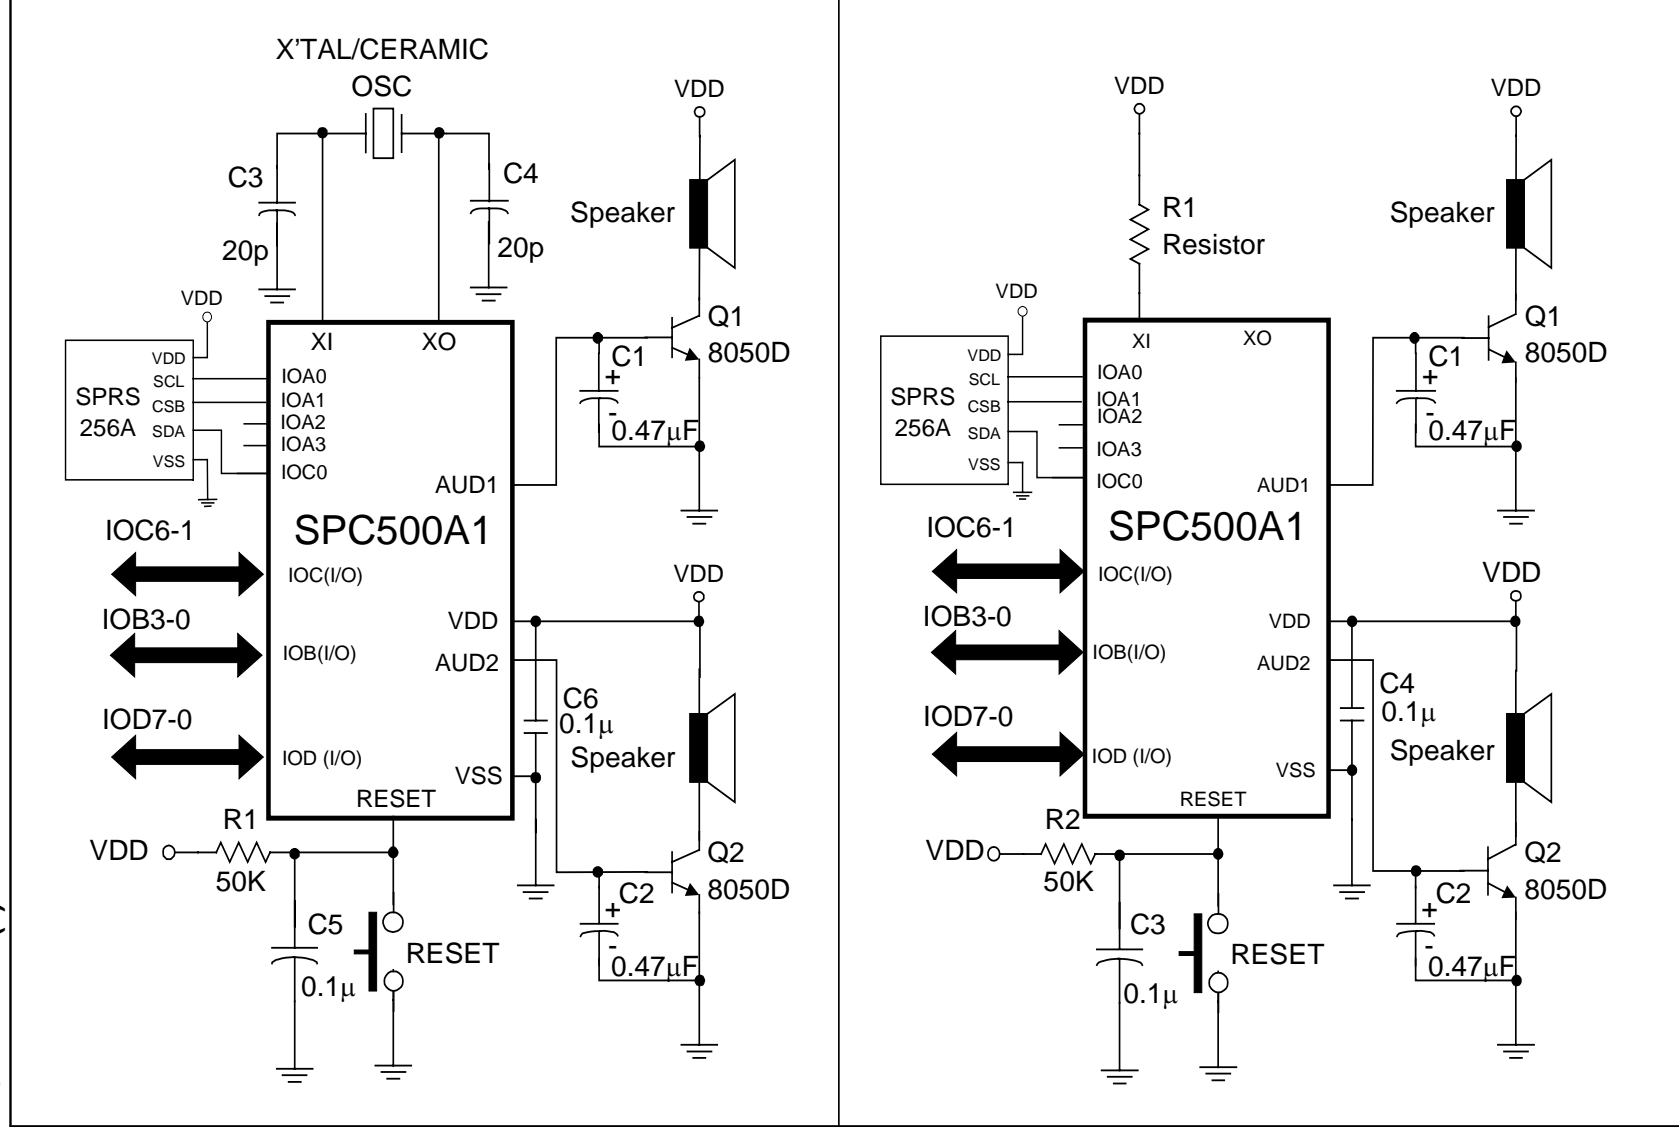 X'TAL/CERAMIC
OSC
C3
20p
C4
20p
VDD
Speaker
Q1
8050D
C1
+
-
0.47µF
VDD
SPRS
256A
VDD
SCL
CSB
SDA
VSS
XI
XO
IOA0
IOA1
IOA2
IOA3
IOC0
AUD1
SPC500A1
IOC6-1
IOC(I/O)
IOB3-0
IOB(I/O)
IOD7-0
IOD (I/O)
VDD
AUD2
VSS
RESET
VDD
C6
0.1µ
Speaker
Q2
8050D
C2
+
-
0.47µF
R1
VDD
50K
C5
0.1µ
RESET
VDD
R1
Resistor
VDD
Speaker
Q1
8050D
C1
+
-
0.47µF
VDD
SPRS
256A
VDD
SCL
CSB
SDA
VSS
XI
XO
IOA0
IOA1
IOA2
IOA3
IOC0
AUD1
SPC500A1
IOC6-1
IOC(I/O)
IOB3-0
IOB(I/O)
IOD7-0
IOD (I/O)
VDD
AUD2
VSS
RESET
VDD
C4
0.1µ
Speaker
Q2
8050D
C2
+
-
0.47µF
R2
VDD
50K
C3
0.1µ
RESET